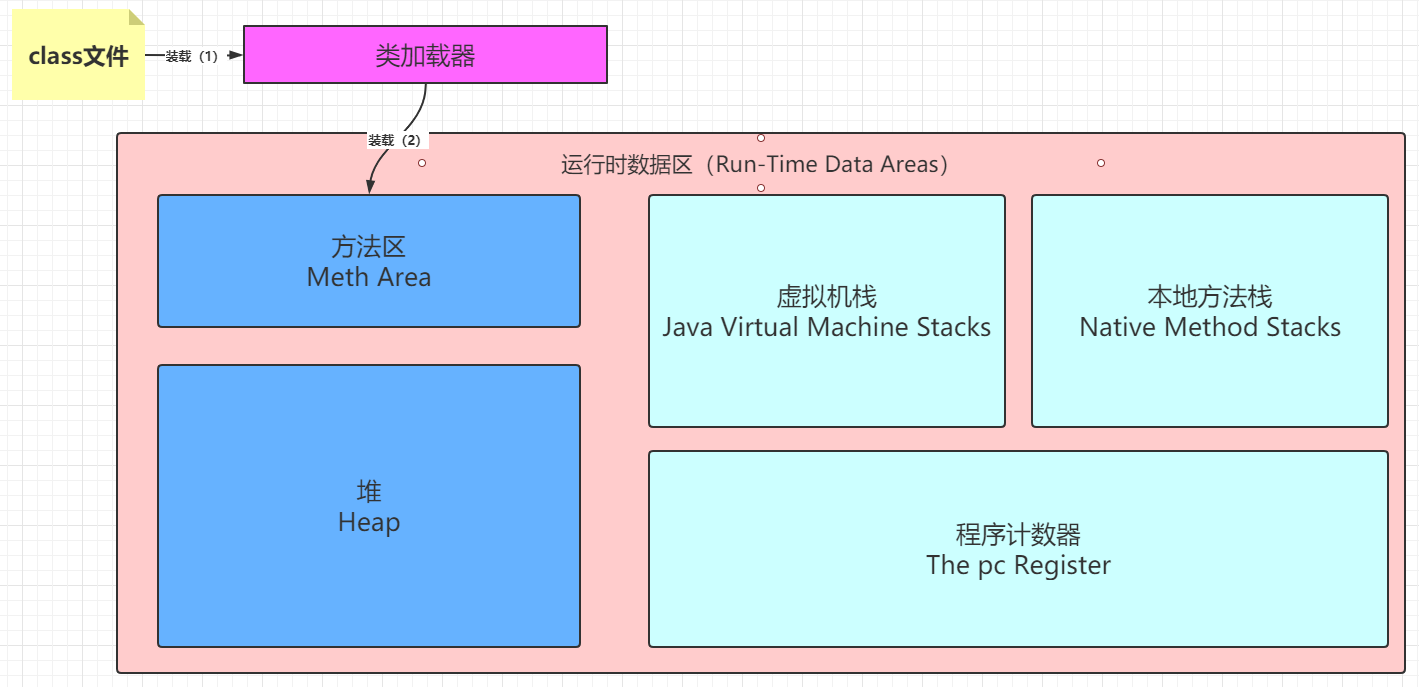 class文件
装载（1）
类加载器
装载（2）
运行时数据区（Run-Time Data Areas）
方法区
Meth Area
虚拟机栈
Java Virtual Machine Stacks
本地方法栈
Native Method Stacks
堆
Heap
程序计数器
The pc Register